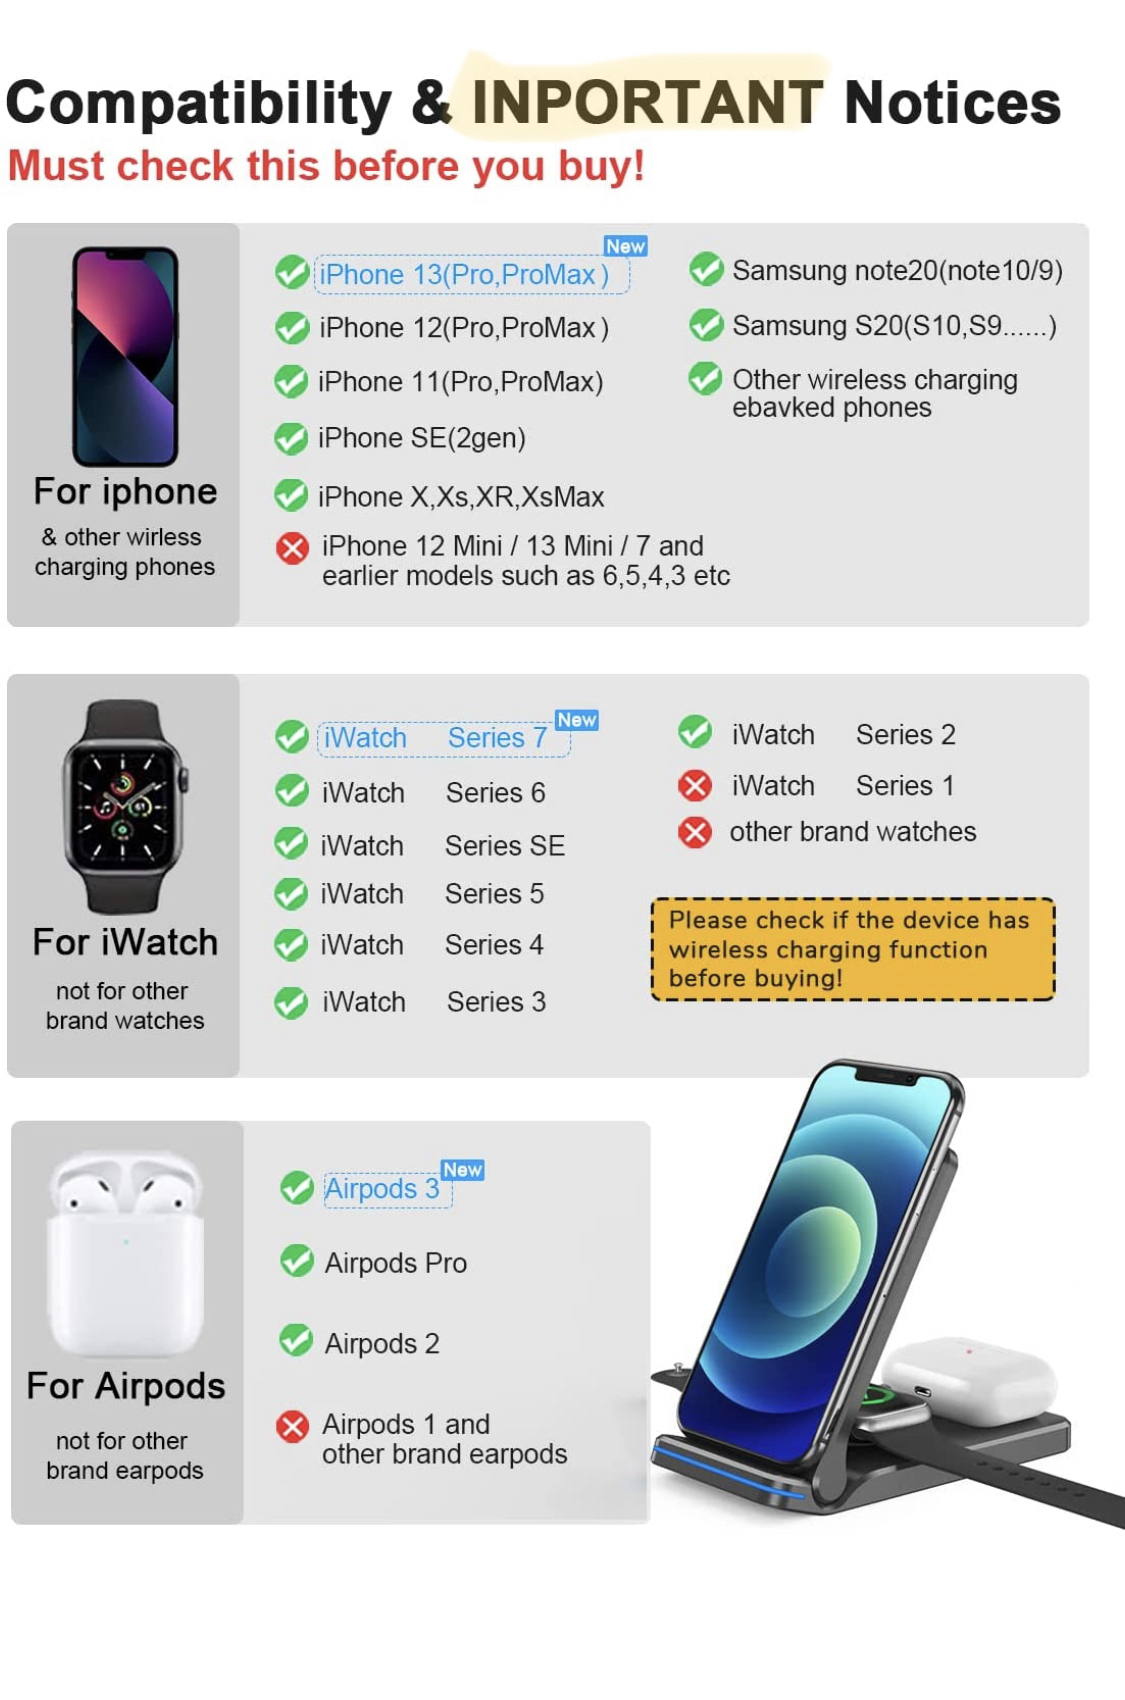 Compatibility & INPORTANT Notices
Must check this before you buy!
For iphone
& other wirless
charging phones
New
iPhone 13(Pro,ProMax)
iPhone 12(Pro,ProMax)
iPhone 11(Pro,ProMax)
iPhone SE(2gen)
iPhone X,Xs,XR,XsMax
iPhone 12 Mini / 13 Mini / 7 and
earlier models such as 6,5,4,3 etc
Samsung note20(note10/9)
Samsung S20(S10,S9......)
Other wireless charging
ebavked phones
For iWatch
not for other
brand watches
New
iWatch Series 7
iWatch Series 6
iWatch Series SE
iWatch Series 5
iWatch Series 4
iWatch Series 3
iWatch Series 2
iWatch Series 1
other brand watches
Please check if the device has
wireless charging function
before buying!
For Airpods
not for other
brand earpods
New
Airpods 3
Airpods Pro
Airpods 2
Airpods 1 and
other brand earpods